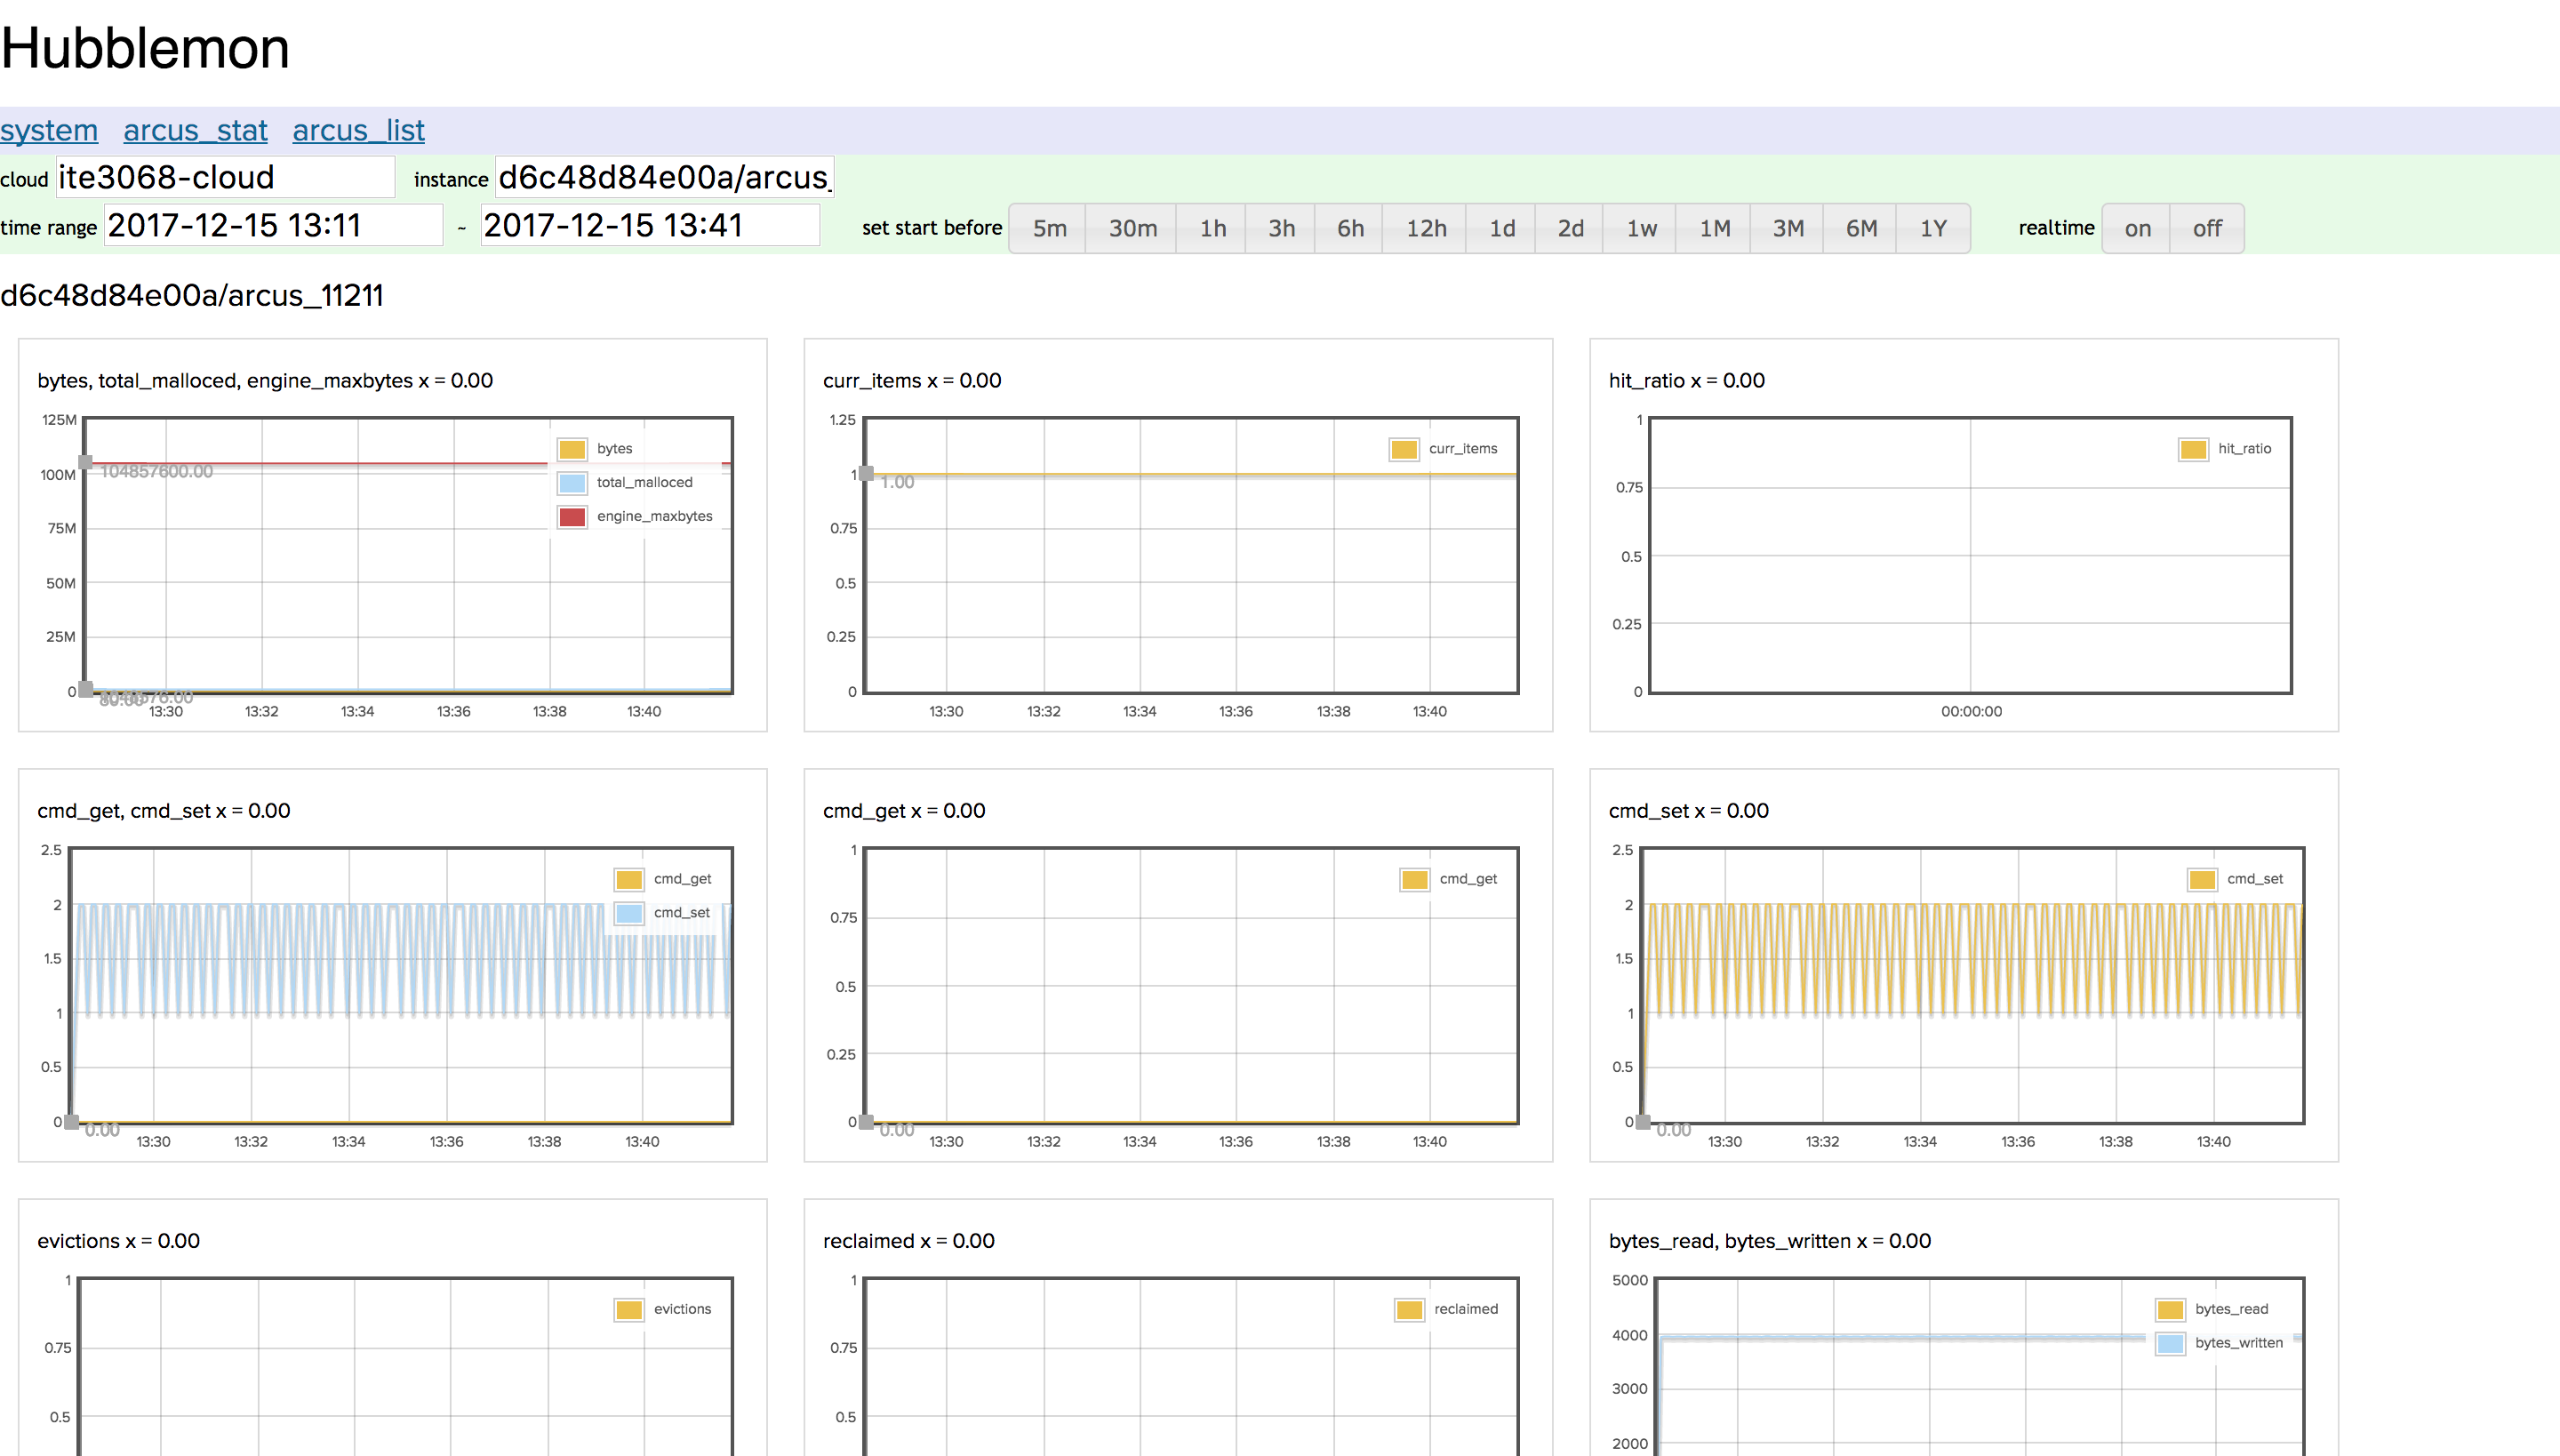 Hubblemon
system arcus_stat arcus_list
cloud ite3068-cloud instance d6c48d84e00a/arcus_
time range 2017-12-15 13:11 ~ 2017-12-15 13:41 set start before 5m 30m 1h 3h 6h 12h 1d 2d 1w 1M 3M 6M 1Y realtime on off
d6c48d84e00a/arcus_11211
bytes, total_malloced, engine_maxbytes x = 0.00
125M
100M
75M
50M
25M
0
104857600.00
bytes
total_malloced
engine_maxbytes
13:30 13:32 13:34 13:36 13:38 13:40
curr_items x = 0.00
1.25
1
0.75
0.5
0.25
0
1.00
curr_items
13:30 13:32 13:34 13:36 13:38 13:40
hit_ratio x = 0.00
1
0.75
0.5
0.25
0
hit_ratio
00:00:00
cmd_get, cmd_set x = 0.00
2.5
2
1.5
1
0.5
0
0.00
cmd_get
cmd_set
13:30 13:32 13:34 13:36 13:38 13:40
cmd_get x = 0.00
1
0.75
0.5
0.25
0
0.00
cmd_get
13:30 13:32 13:34 13:36 13:38 13:40
cmd_set x = 0.00
2.5
2
1.5
1
0.5
0
0.00
cmd_set
13:30 13:32 13:34 13:36 13:38 13:40
evictions x = 0.00
1
0.75
0.5
evictions
reclaimed x = 0.00
1
0.75
0.5
reclaimed
bytes_read, bytes_written x = 0.00
5000
4000
3000
2000
bytes_read
bytes_written